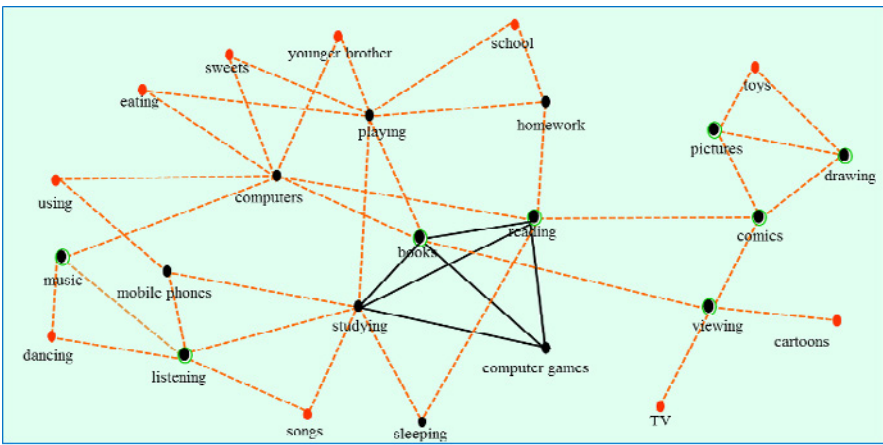 school
younger brother
sweets
toys
eating
homework
playing
pictures
drawing
using
computers
reading
comics
books
music
mobile phones
studying
viewing
cartoons
dancing
listening
computer games
songs
sleeping
TV